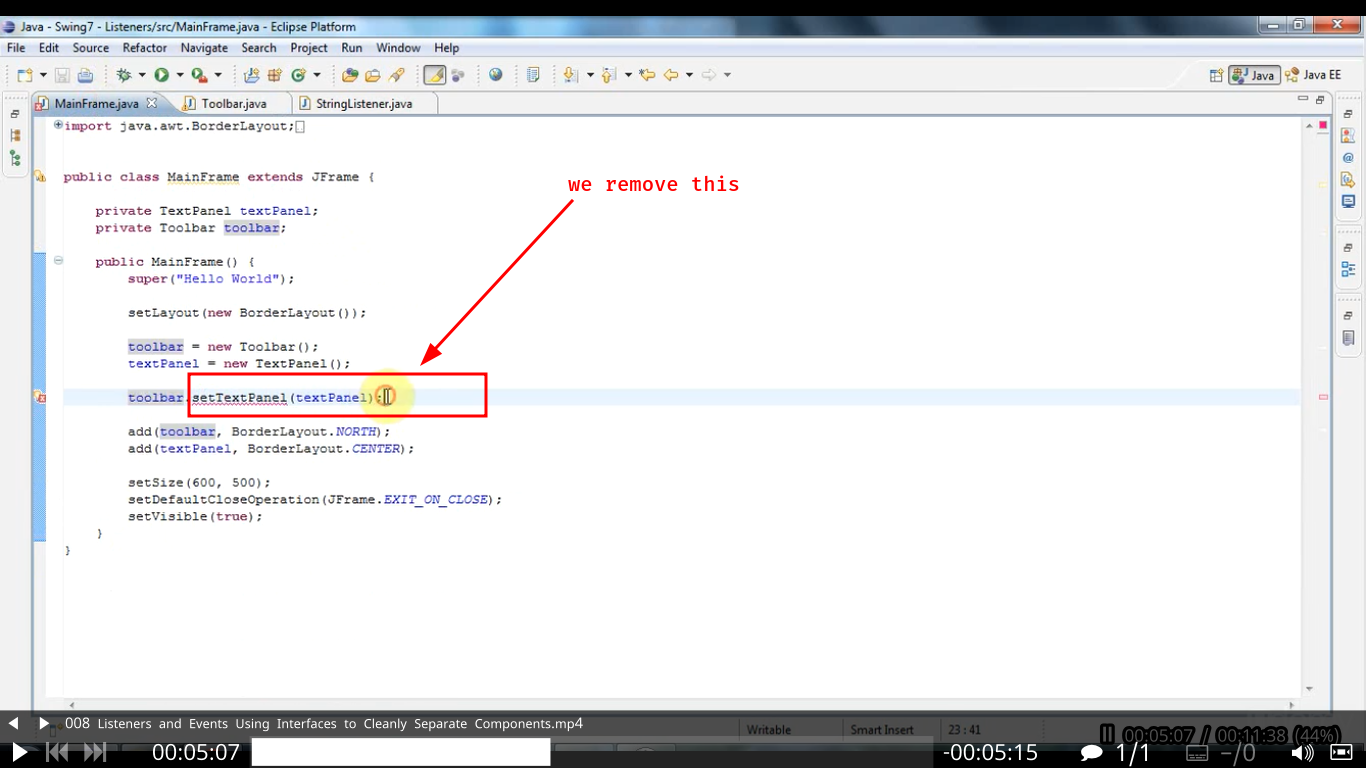 Java - Swing7 - Listeners/src/MainFrame.java - Eclipse Platform
File Edit Source Refactor Navigate Search Project Run Window Help
Java Java EE
MainFrame.java Toolbar.java StringListener.java
import java.awt.BorderLayout;
public class MainFrame extends JFrame {
we remove this
private TextPanel textPanel;
private Toolbar toolbar;
public MainFrame() {
super("Hello World");
setLayout(new BorderLayout());
toolbar = new Toolbar();
textPanel = new TextPanel();
toolbar.setTextPanel(textPanel);
add(toolbar, BorderLayout.NORTH);
add(textPanel, BorderLayout.CENTER);
setSize(600, 500);
setDefaultCloseOperation(JFrame.EXIT_ON_CLOSE);
setVisible(true);
}
}
008 Listeners and Events Using Interfaces to Cleanly Separate Components.mp4
Writable Smart Insert 23 : 41
00:05:07 / 00:11:38 (44%)
00:05:07 -00:05:15 1/1 -/0